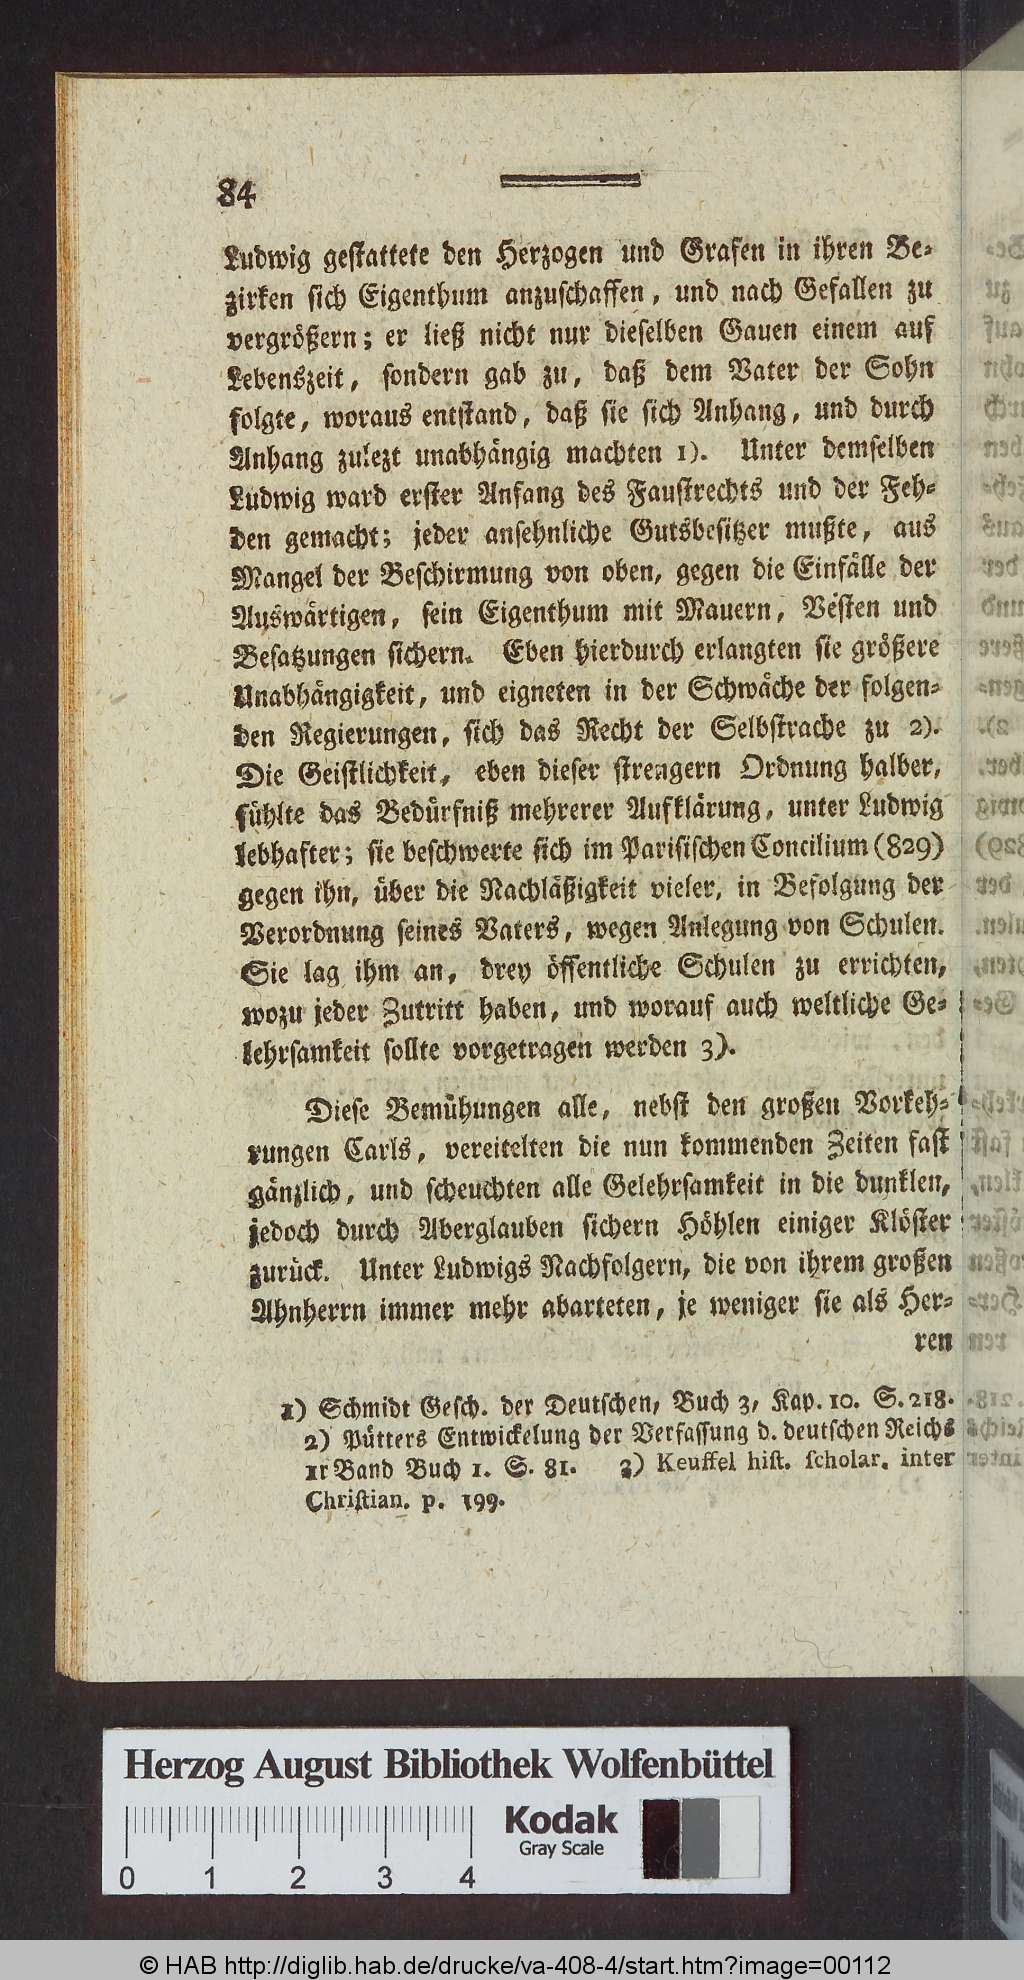 84
Ludwig gestattete den Herzogen und Grafen in ihren Be-
zirken sich Eigenthum anzuschaffen, und nach Gefallen zu
vergrößern; er ließ nicht nur dieselben Gauen einem auf
Lebenszeit, sondern gab zu, daß dem Vater der Sohn
folgte, woraus entstand, daß sie sich Anhang, und durch
Anhang zulezt unabhängig machten 1). Unter demselben
Ludwig ward erster Anfang des Faustrechts und der Feh-
den gemacht; jeder ansehnliche Gutsbesitzer mußte, aus
Mangel der Beschirmung von oben, gegen die Einfälle der
Auswärtigen, sein Eigenthum mit Mauern, Vesten und
Besatzungen sichern. Eben hierdurch erlangten sie größere
Unabhängigkeit, und eigneten in der Schwäche der folgen-
den Regierungen, sich das Recht der Selbstrache zu 2).
Die Geistlichkeit, eben dieser strengern Ordnung halber,
fühlte das Bedürfniß mehrerer Aufklärung, unter Ludwig
lebhafter; sie beschwerte sich im Parisischen Concilium (829)
gegen ihn, über die Nachläßigkeit vieler, in Befolgung der
Verordnung seines Vaters, wegen Anlegung von Schulen.
Sie lag ihm an, drey öffentliche Schulen zu errichten,
wozu jeder Zutritt haben, und worauf auch weltliche Ge-
lehrsamkeit sollte vorgetragen werden 3).
Diese Bemühungen alle, nebst den großen Vorkeh-
rungen Carls, vereitelten die nun kommenden Zeiten fast
gänzlich, und scheuchten alle Gelehrsamkeit in die dunklen,
jedoch durch Aberglauben sichern Höhlen einiger Klöster
zurück. Unter Ludwigs Nachfolgern, die von ihrem großen
Ahnherrn immer mehr abarteten, je weniger sie als Her-
ren
1) Schmidt Gesch. der Deutschen, Buch 3, Kap. 10. S. 218.
2) Pütters Entwickelung der Verfassung d. deutschen Reichs
1r Band Buch 1. S. 81. 3) Keuffel hist. scholar. inter
Christian. p. 199.
Herzog August Bibliothek Wolfenbüttel
Kodak
Gray Scale
0 1 2 3 4
© HAB http://diglib.hab.de/drucke/va-408-4/start.htm?image=00112